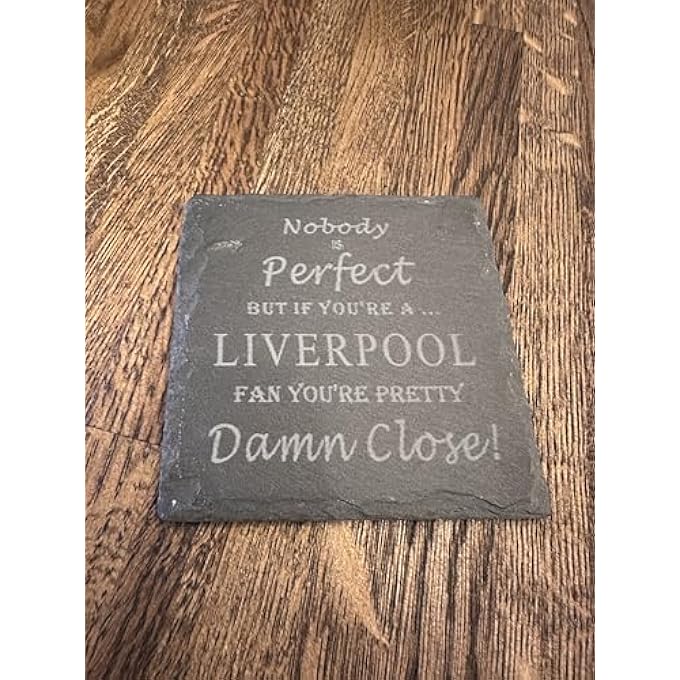 Nobody
is
Perfect
BUT IF YOU'RE A ...
LIVERPOOL
FAN YOU'RE PRETTY
Damn Close!